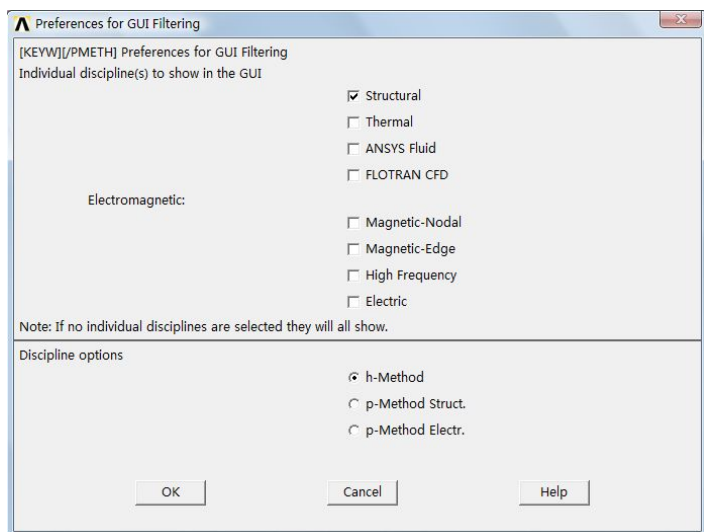 Preferences for GUI Filtering
[KEYW][/PMETH] Preferences for GUI Filtering
Individual discipline(s) to show in the GUI
Structural
Thermal
ANSYS Fluid
FLOTRAN CFD
Electromagnetic:
Magnetic-Nodal
Magnetic-Edge
High Frequency
Electric
Note: If no individual disciplines are selected they will all show.
Discipline options
h-Method
p-Method Struct.
p-Method Electr.
OK Cancel Help